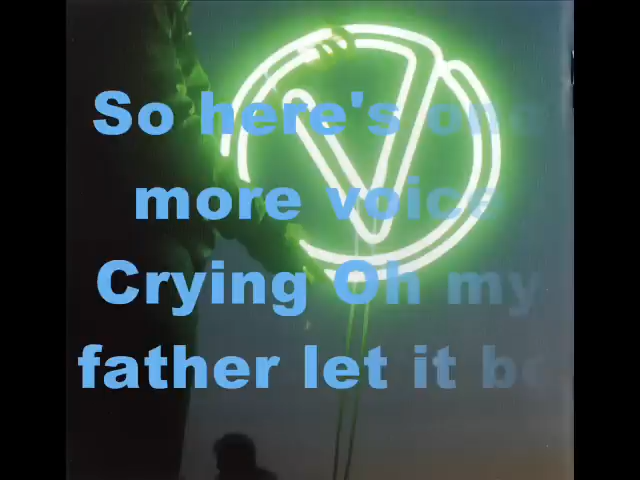 So here's one
more voice
Crying Oh my
father let it be
V